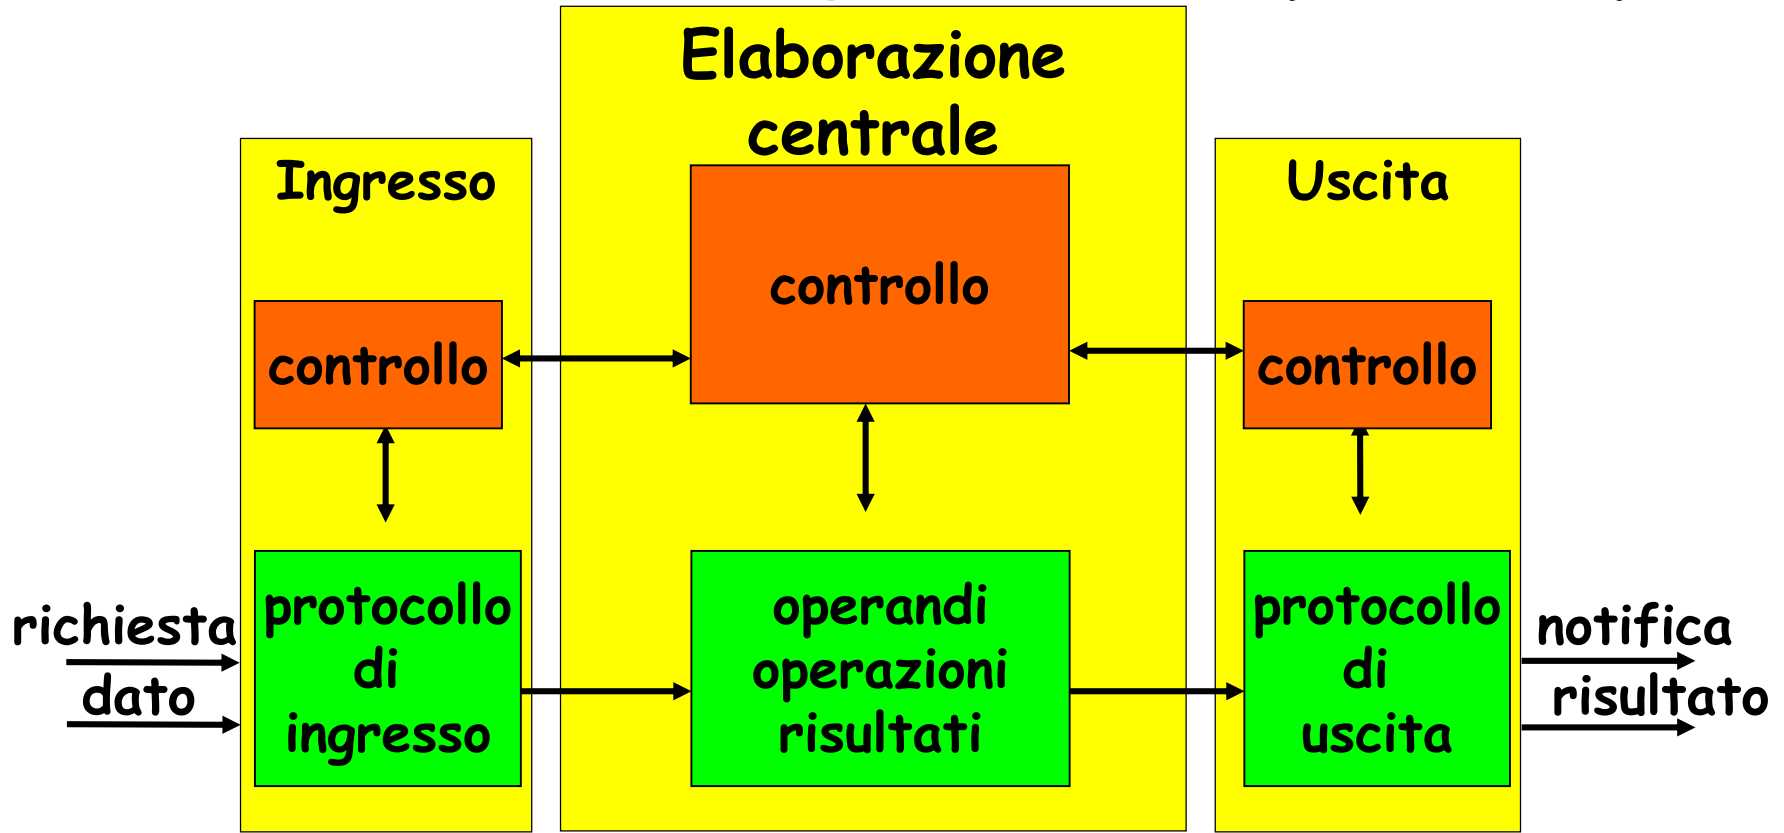 Elaborazione
centrale
Ingresso
Uscita
controllo
controllo
controllo
richiesta
dato
protocollo
di
ingresso
operandi
operazioni
risultati
protocollo
di
uscita
notifica
risultato